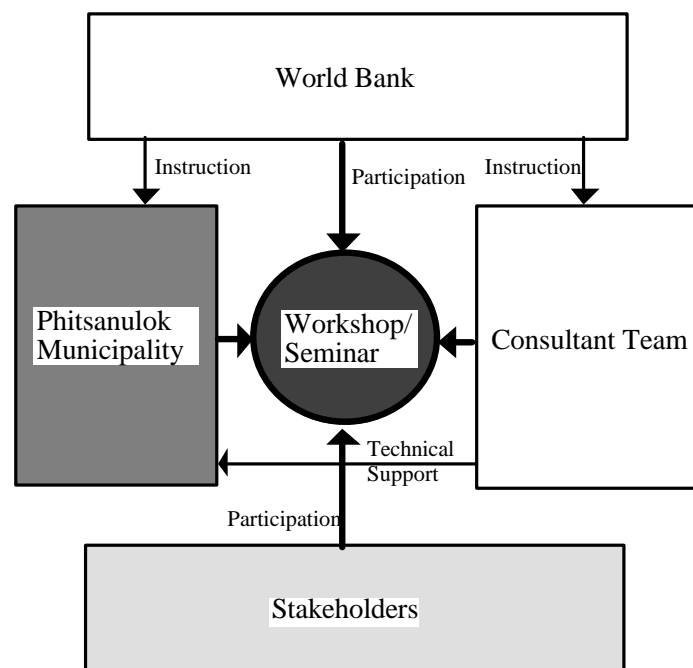 World Bank
Instruction
Participation
Instruction
Phitsanulok
Municipality
Workshop/
Seminar
Consultant Team
Technical
Support
Participation
Stakeholders